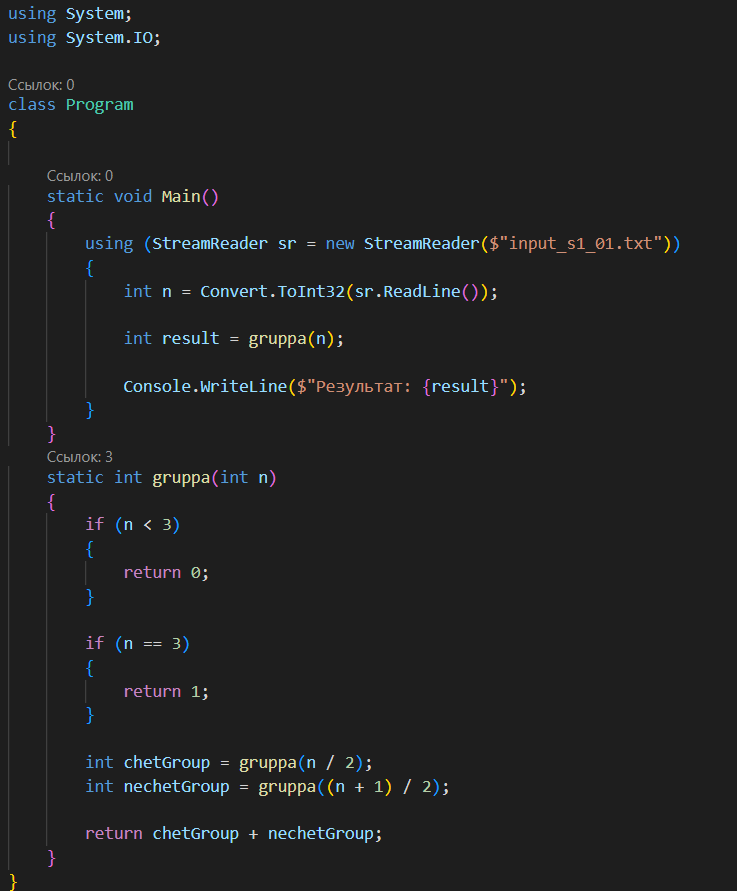 using System;
using System.IO;
Ссылок: 0
class Program
{
Ссылок: 0
static void Main()
{
using (StreamReader sr = new StreamReader($"input_s1_01.txt"))
{
int n = Convert.ToInt32(sr.ReadLine());
int result = gruppa(n);
Console.WriteLine($"Результат: {result}");
}
}
Ссылок: 3
static int gruppa(int n)
{
if (n < 3)
{
return 0;
}
if (n == 3)
{
return 1;
}
int chetGroup = gruppa(n / 2);
int nechetGroup = gruppa((n + 1) / 2);
return chetGroup + nechetGroup;
}
}